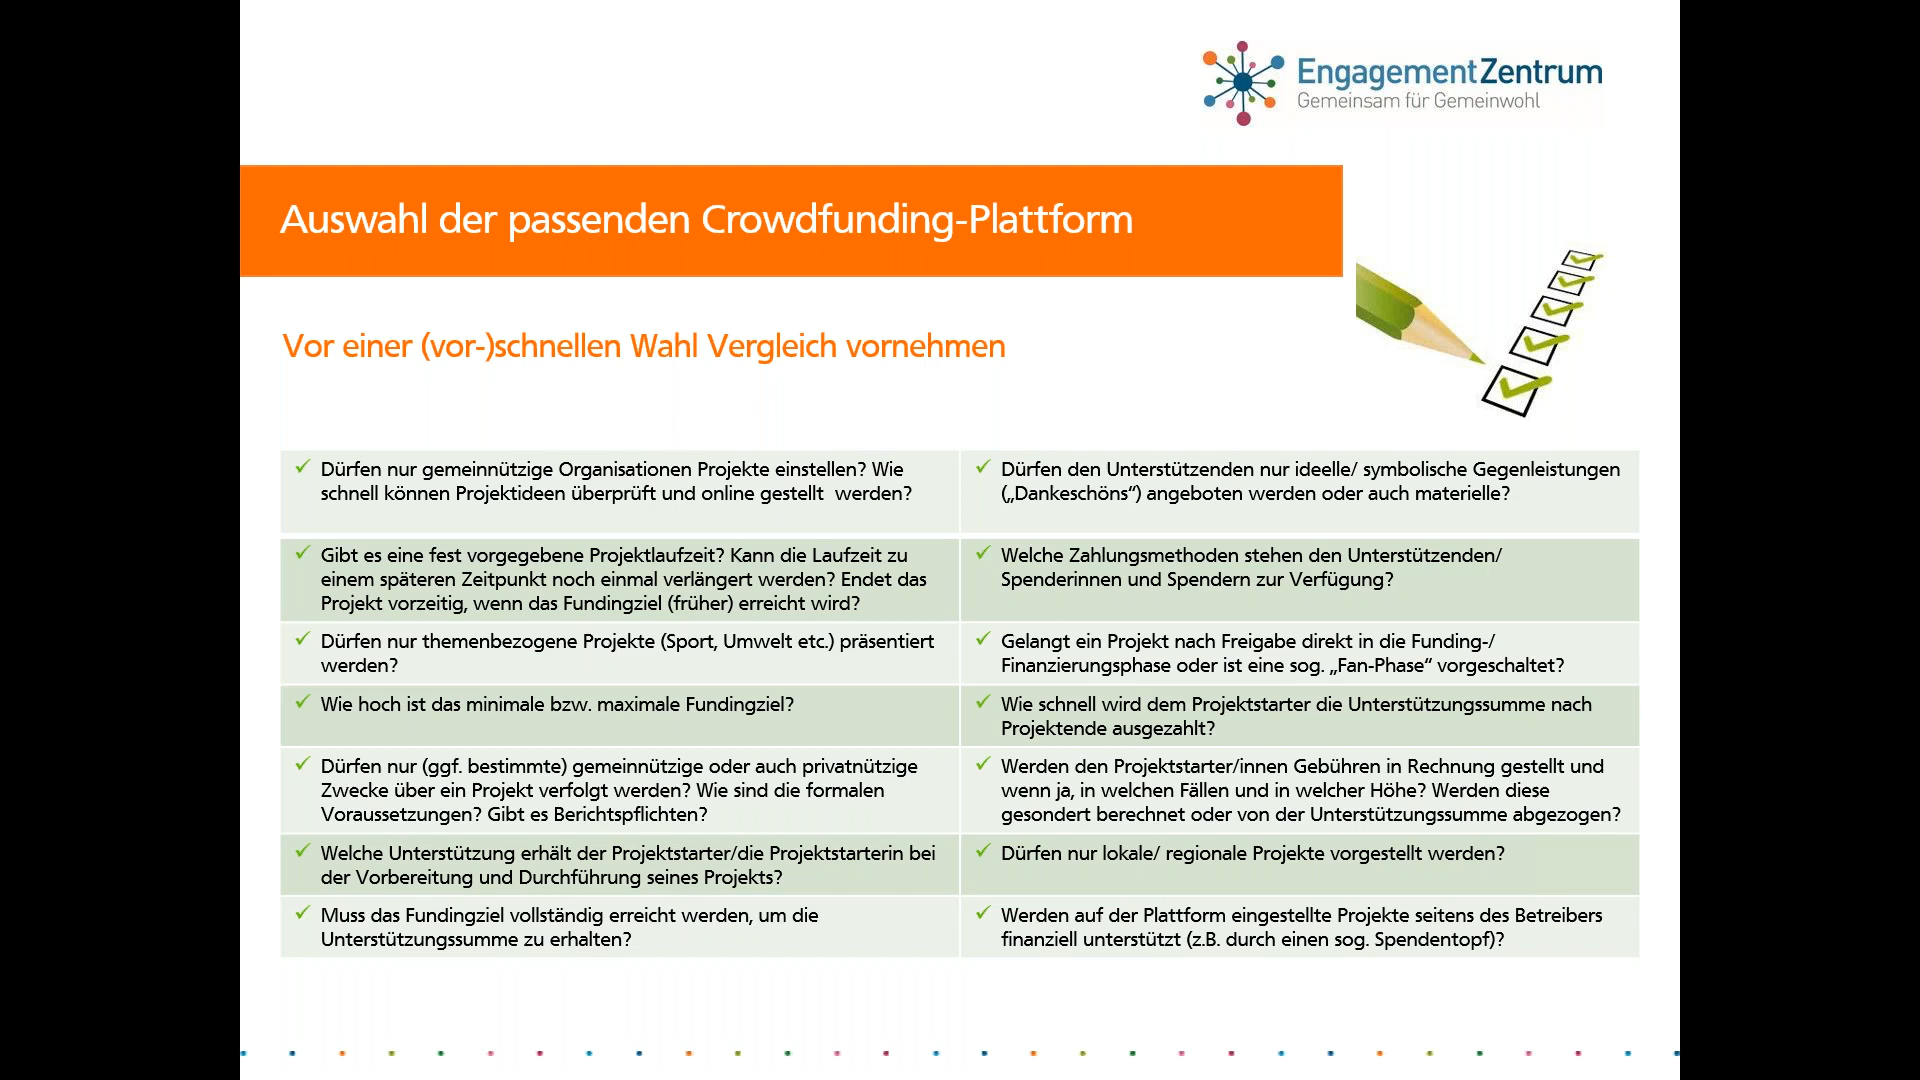 EngagementZentrum
Gemeinsam für Gemeinwohl
Auswahl der passenden Crowdfunding-Plattform
Vor einer (vor-)schnellen Wahl Vergleich vornehmen
Dürfen nur gemeinnützige Organisationen Projekte einstellen? Wie
schnell können Projektideen überprüft und online gestellt werden?
Dürfen den Unterstützenden nur ideelle/ symbolische Gegenleistungen
(„Dankeschöns“) angeboten werden oder auch materielle?
Gibt es eine fest vorgegebene Projektlaufzeit? Kann die Laufzeit zu
einem späteren Zeitpunkt noch einmal verlängert werden? Endet das
Projekt vorzeitig, wenn das Fundingziel (früher) erreicht wird?
Welche Zahlungsmethoden stehen den Unterstützenden/
Spenderinnen und Spendern zur Verfügung?
Dürfen nur themenbezogene Projekte (Sport, Umwelt etc.) präsentiert
werden?
Gelangt ein Projekt nach Freigabe direkt in die Funding-/
Finanzierungsphase oder ist eine sog. „Fan-Phase“ vorgeschaltet?
Wie hoch ist das minimale bzw. maximale Fundingziel?
Wie schnell wird dem Projektstarter die Unterstützungssumme nach
Projektende ausgezahlt?
Dürfen nur (ggf. bestimmte) gemeinnützige oder auch privatnützige
Zwecke über ein Projekt verfolgt werden? Wie sind die formalen
Voraussetzungen? Gibt es Berichtspflichten?
Werden den Projektstarter/innen Gebühren in Rechnung gestellt und
wenn ja, in welchen Fällen und in welcher Höhe? Werden diese
gesondert berechnet oder von der Unterstützungssumme abgezogen?
Welche Unterstützung erhält der Projektstarter/die Projektstarterin bei
der Vorbereitung und Durchführung seines Projekts?
Dürfen nur lokale/ regionale Projekte vorgestellt werden?
Muss das Fundingziel vollständig erreicht werden, um die
Unterstützungssumme zu erhalten?
Werden auf der Plattform eingestellte Projekte seitens des Betreibers
finanziell unterstützt (z.B. durch einen sog. Spendentopf)?